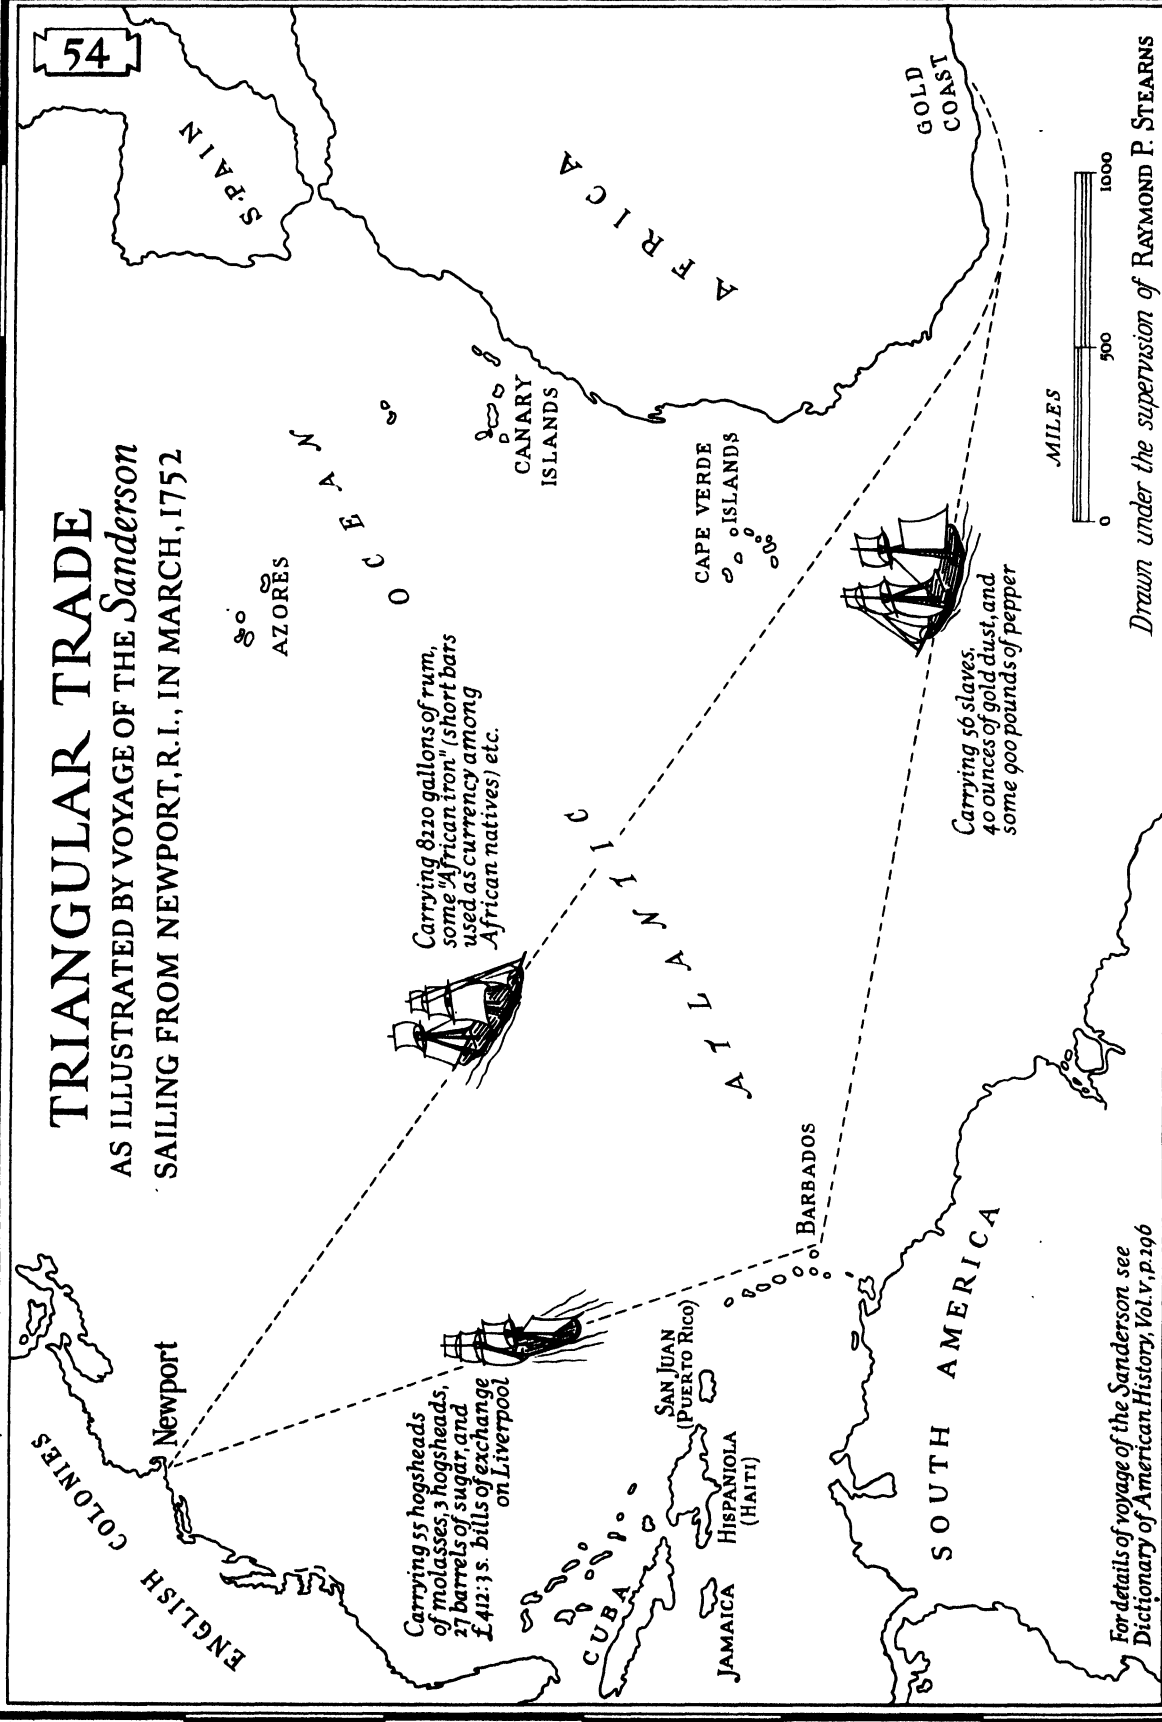 54
TRIANGULAR TRADE
AS ILLUSTRATED BY VOYAGE OF THE Sanderson
SAILING FROM NEWPORT, R.I., IN MARCH, 1752
ENGLISH COLONIES
Newport
AZORES
SPAIN
ATLANTIC OCEAN
CANARY
ISLANDS
AFRICA
GOLD
COAST
CAPE VERDE
ISLANDS
Carrying 8220 gallons of rum,
some "African iron" (short bars
used as currency among
African natives) etc.
Carrying 55 hogsheads
of molasses, 3 hogsheads,
27 barrels of sugar, and
£412:3s. bills of exchange
on Liverpool
Carrying 56 slaves,
40 ounces of gold dust, and
some 900 pounds of pepper
CUBA
JAMAICA
HISPANIOLA
(HAITI)
SAN JUAN
(PUERTO RICO)
BARBADOS
SOUTH AMERICA
MILES
0 500 1000
For details of voyage of the Sanderson see
Dictionary of American History, Vol. V, p. 296
Drawn under the supervision of RAYMOND P. STEARNS